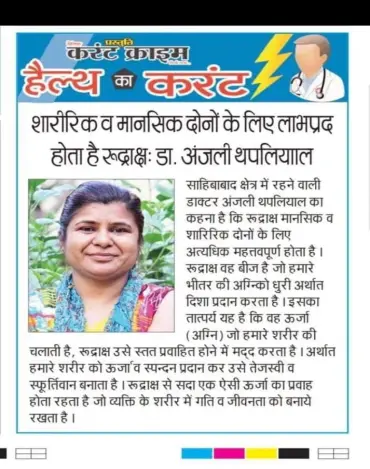 प्रस्तुति
करंट क्राइम
हैल्थ का करंट
शारीरिक व मानसिक दोनों के लिए लाभप्रद
होता है रूद्राक्षः डा. अंजली थपलियाल
साहिबाबाद क्षेत्र में रहने वाली
डाक्टर अंजली थपलियाल का
कहना है कि रूद्राक्ष मानसिक व
शारिरिक दोनों के लिए
अत्यधिक महत्तवपूर्ण होता है ।
रूद्राक्ष वह बीज है जो हमारे
भीतर की अग्निको धुरी अर्थात
दिशा प्रदान करता है । इसका
तात्पर्य यह है कि वह ऊर्जा
(अग्नि) जो हमारे शरीर की
चलाती है, रूद्राक्ष उसे स्तत प्रवाहित होने में मद्द करता है । अर्थात
हमारे शरीर को ऊर्जा व स्पन्दन प्रदान कर उसे तेजस्वी व
स्फूर्तिवान बनाता है । रूद्राक्ष से सदा एक ऐसी ऊर्जा का प्रवाह
होता रहता है जो व्यक्ति के शरीर में गति व जीवनता को बनाये
रखता है ।